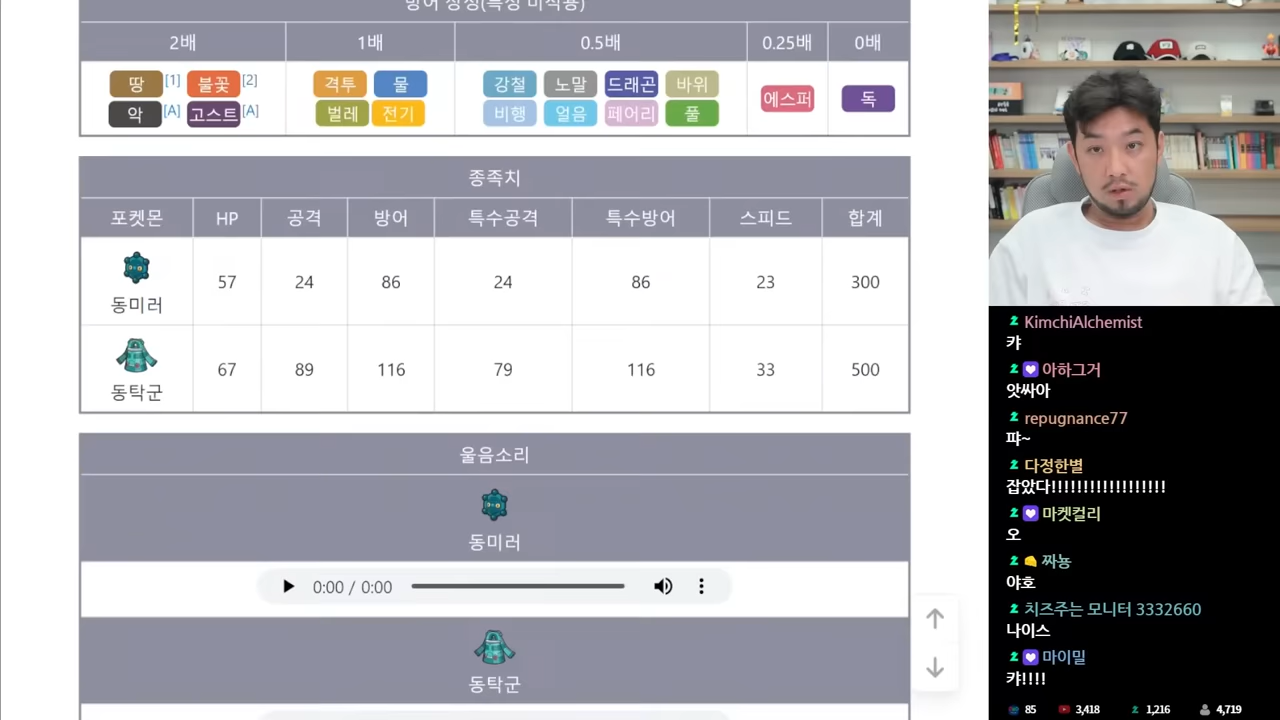 방어 상성(특성 미적용)
2배 1배 0.5배 0.25배 0배
땅 [1] 불꽃 [2] 격투 물 강철 노말 드래곤 바위 에스퍼 독
악 [A] 고스트 [A] 벌레 전기 비행 얼음 페어리 풀
종족치
포켓몬 HP 공격 방어 특수공격 특수방어 스피드 합계
57 24 86 24 86 23 300
동미러
67 89 116 79 116 33 500
동탁군
울음소리
동미러
0:00 / 0:00
동탁군
KimchiAlchemist
캬
아하그거
앗싸아
repugnance77
퍄~
다정한별
잡았다!!!!!!!!!!!!!!!!!!
마켓컬리
오
짜뇽
야호
치즈주는 모니터 3332660
나이스
마이밀
캬!!!!
85 3,418 1,216 4,719